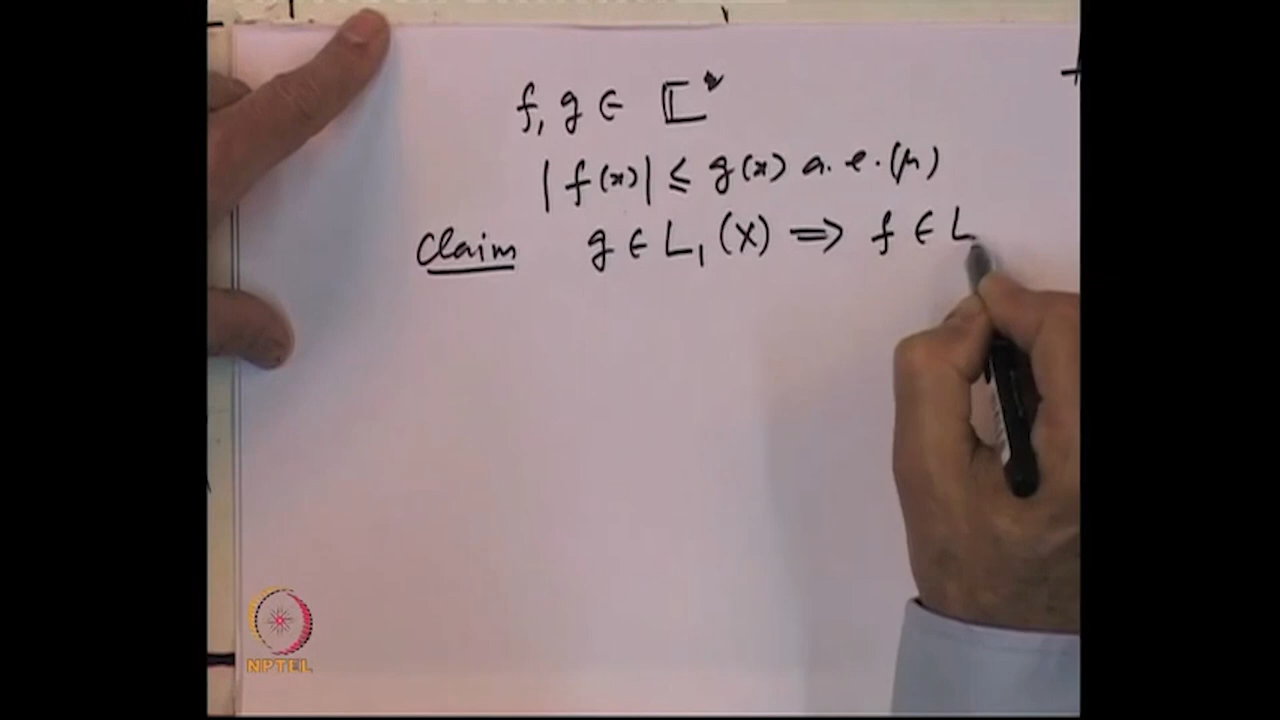 f, g ∈ 𝕃
|f(x)| ≤ g(x) a.e.(μ)
Claim g ∈ L₁(X) ⟹ f ∈ L
NPTEL